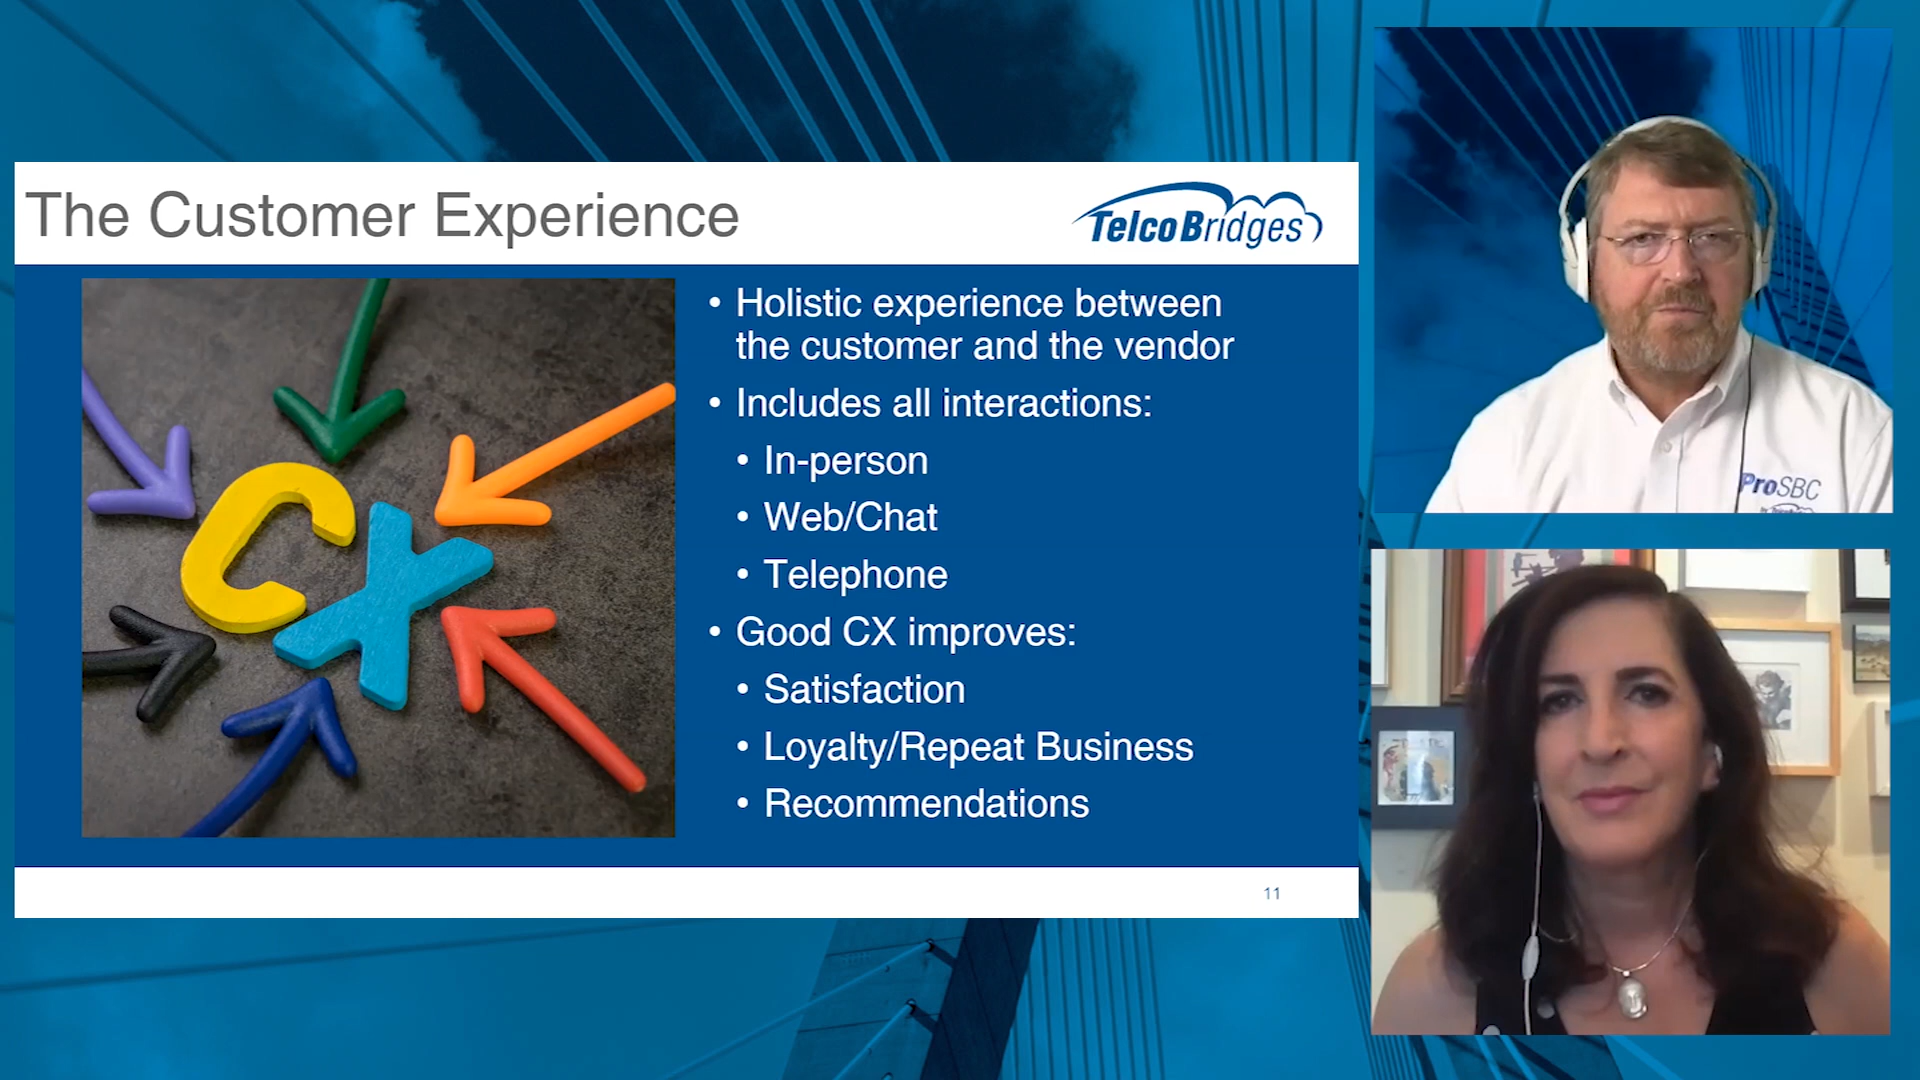 The Customer Experience
TelcoBridges
CX
• Holistic experience between
the customer and the vendor
• Includes all interactions:
• In-person
• Web/Chat
• Telephone
• Good CX improves:
• Satisfaction
• Loyalty/Repeat Business
• Recommendations
11
ProSBC